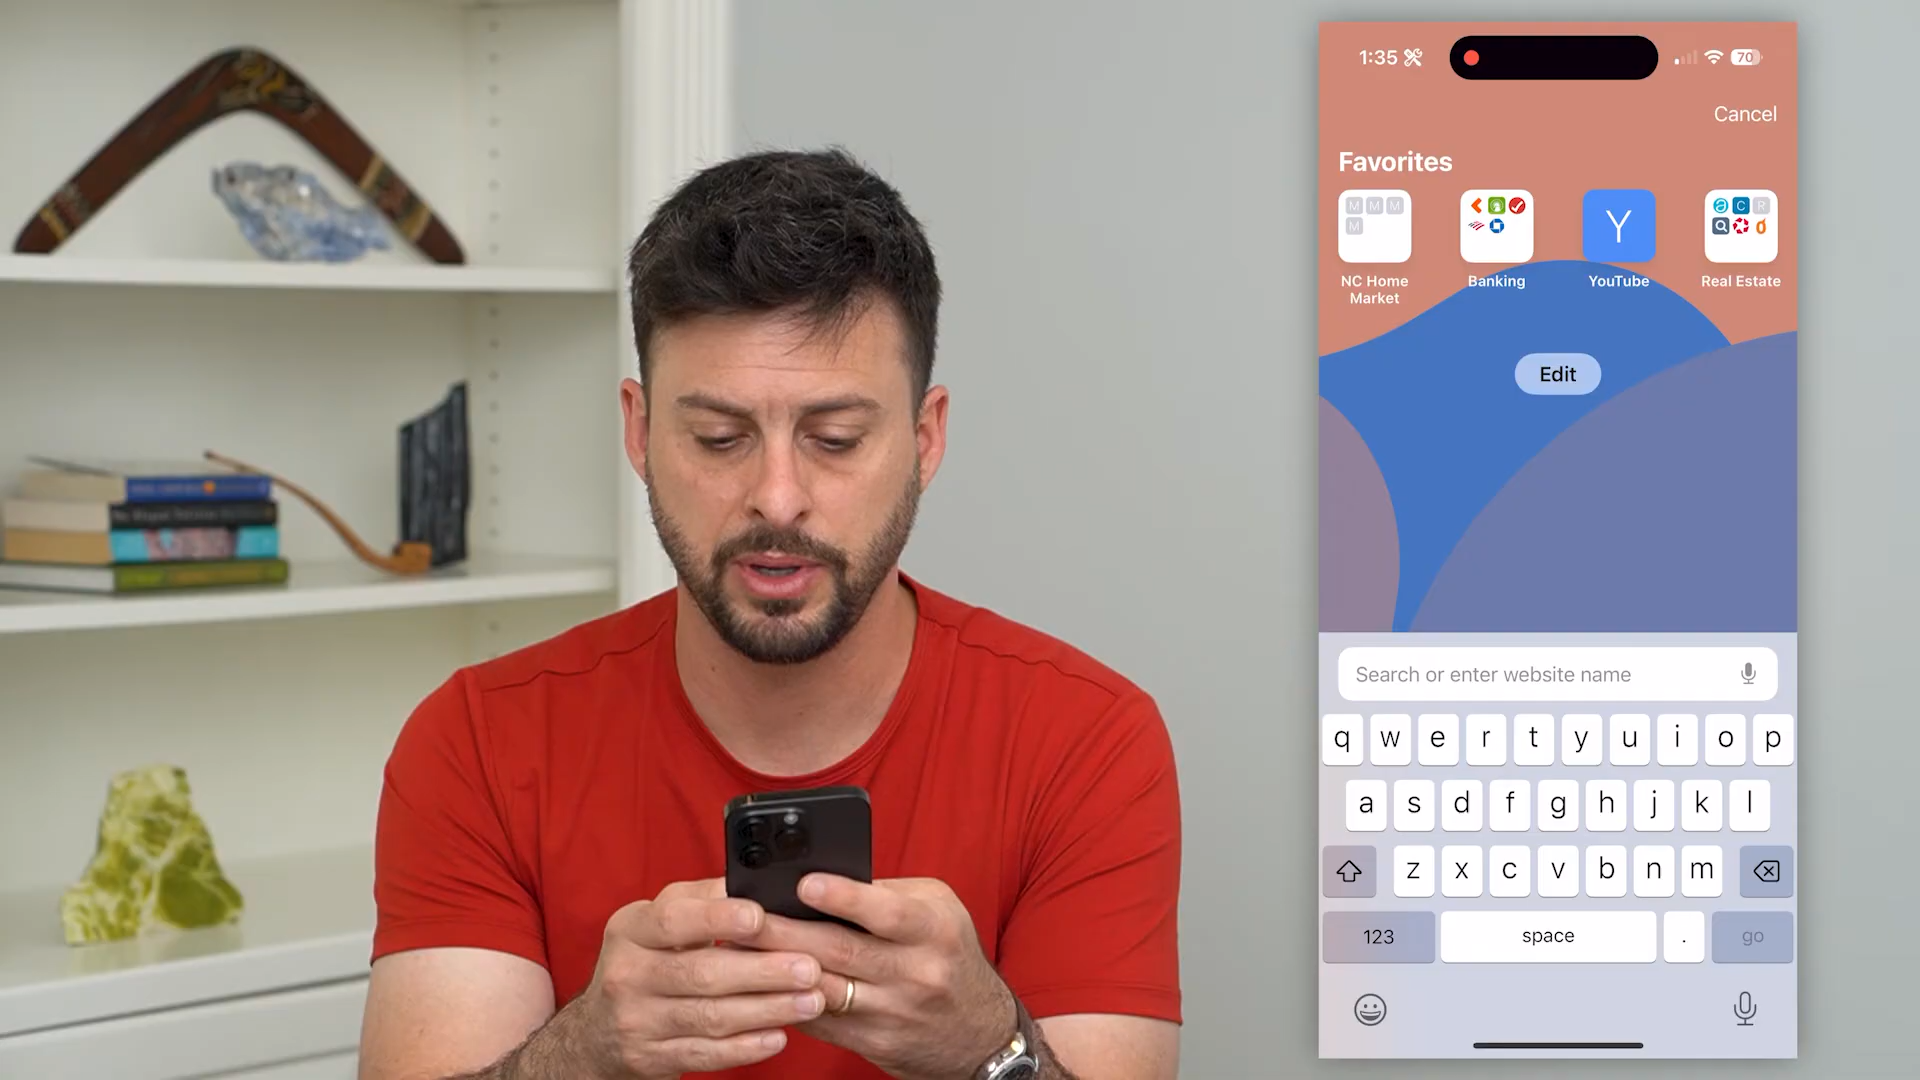 1:35
70
Cancel
Favorites
M M M
C R
M
Y
NC Home
Market
Banking
YouTube
Real Estate
Edit
Search or enter website name
q w e r t y u i o p
a s d f g h j k l
z x c v b n m
123 space . go